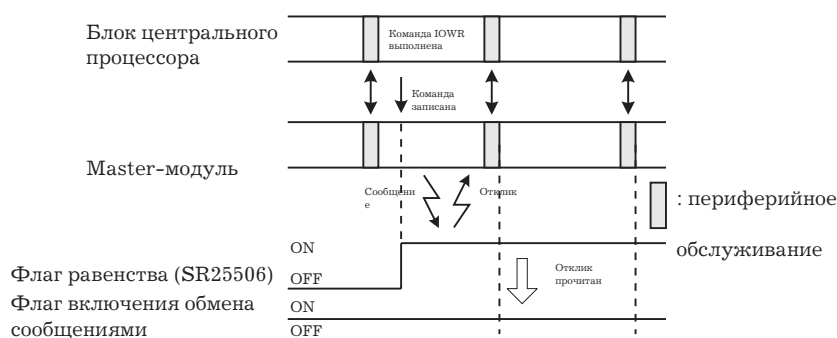 Блок центрального
процессора
Команда IOWR
выполнена
Команда
записана
Master-модуль
Сообщени
е
Отклик
: периферийное
обслуживание
ON
Флаг равенства (SR25506)
OFF
Отклик
прочитан
Флаг включения обмена
сообщениями
ON
OFF